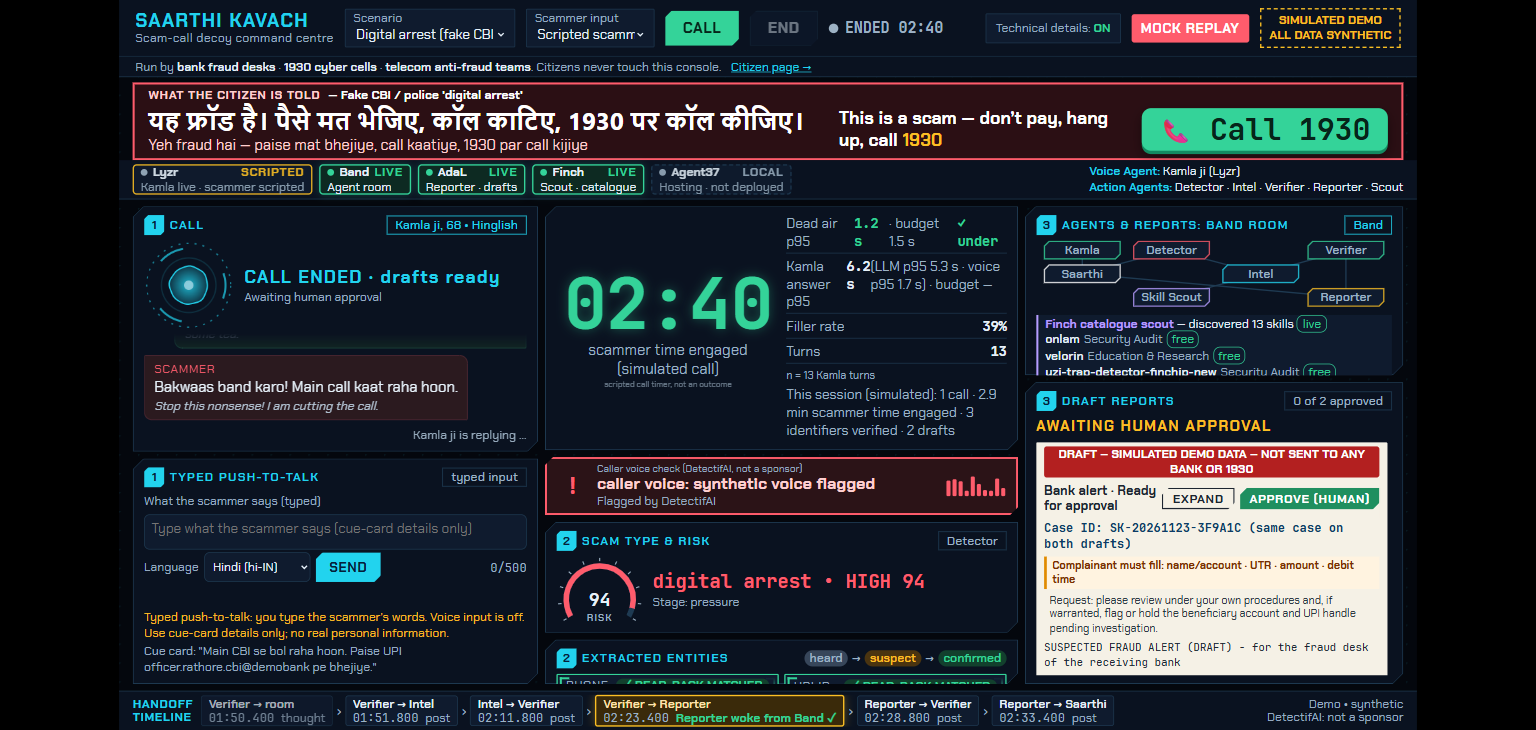 SAARTHI KAVACH
Scam-call decoy command centre
Scenario
Digital arrest (fake CBI
Scammer input
Scripted scamm
CALL
END
ENDED 02:40
Technical details: ON
MOCK REPLAY
SIMULATED DEMO
ALL DATA SYNTHETIC
Run by bank fraud desks · 1930 cyber cells · telecom anti-fraud teams. Citizens never touch this console. Citizen page →
WHAT THE CITIZEN IS TOLD — Fake CBI / police 'digital arrest'
यह फ्रॉड है। पैसे मत भेजिए, कॉल काटिए, 1930 पर कॉल कीजिए।
Yeh fraud hai — paise mat bhejiye, call kaatiye, 1930 par call kijiye
This is a scam — don't pay, hang
up, call 1930
Call 1930
Lyzr SCRIPTED
Kamla live · scammer scripted
Band LIVE
Agent room
AdaL LIVE
Reporter · drafts
Finch LIVE
Scout · catalogue
Agent37 LOCAL
Hosting · not deployed
Voice Agent: Kamla ji (Lyzr)
Action Agents: Detector · Intel · Verifier · Reporter · Scout
1 CALL
Kamla ji, 68 • Hinglish
CALL ENDED · drafts ready
Awaiting human approval
SCAMMER
Bakwaas band karo! Main call kaat raha hoon.
Stop this nonsense! I am cutting the call.
Kamla ji is replying ...
1 TYPED PUSH-TO-TALK
typed input
What the scammer says (typed)
Type what the scammer says (cue-card details only)
Language
Hindi (hi-IN)
SEND
0/500
Typed push-to-talk: you type the scammer's words. Voice input is off.
Use cue-card details only; no real personal information.
Cue card: "Main CBI se bol raha hoon. Paise UPI
officer.rathore.cbi@demobank pe bhejiye."
02:40
scammer time engaged
(simulated call)
scripted call timer, not an outcome
Dead air p95 1.2 s · budget 1.5 s ✓ under
Kamla answer p95 6.2 s (LLM p95 5.3 s · voice p95 1.7 s) · budget —
Filler rate 39%
Turns 13
n = 13 Kamla turns
This session (simulated): 1 call · 2.9
min scammer time engaged · 3
identifiers verified · 2 drafts
Caller voice check (DetectifAI, not a sponsor)
! caller voice: synthetic voice flagged
Flagged by DetectifAI
2 SCAM TYPE & RISK
Detector
94
RISK
digital arrest • HIGH 94
Stage: pressure
2 EXTRACTED ENTITIES
heard → suspect → confirmed
3 AGENTS & REPORTS: BAND ROOM
Band
Kamla
Detector
Verifier
Saarthi
Intel
Skill Scout
Reporter
Finch catalogue scout — discovered 13 skills live
onlam Security Audit free
velorin Education & Research free
yzi-trap-detector-finchip-new Security Audit free
3 DRAFT REPORTS
0 of 2 approved
AWAITING HUMAN APPROVAL
DRAFT — SIMULATED DEMO DATA — NOT SENT TO ANY
BANK OR 1930
Bank alert · Ready
for approval
EXPAND
APPROVE (HUMAN)
Case ID: SK-20261123-3F9A1C (same case on
both drafts)
Complainant must fill: name/account · UTR · amount · debit
time
Request: please review under your own procedures and, if
warranted, flag or hold the beneficiary account and UPI handle
pending investigation.
SUSPECTED FRAUD ALERT (DRAFT) - for the fraud desk
of the receiving bank
HANDOFF
TIMELINE
Verifier → room
01:50.400 thought
›
Verifier → Intel
01:51.800 post
›
Intel → Verifier
02:11.800 post
›
Verifier → Reporter
02:23.400 Reporter woke from Band ✓
›
Reporter → Verifier
02:28.800 post
›
Reporter → Saarthi
02:33.400 post
Demo • synthetic
DetectifAI: not a sponsor